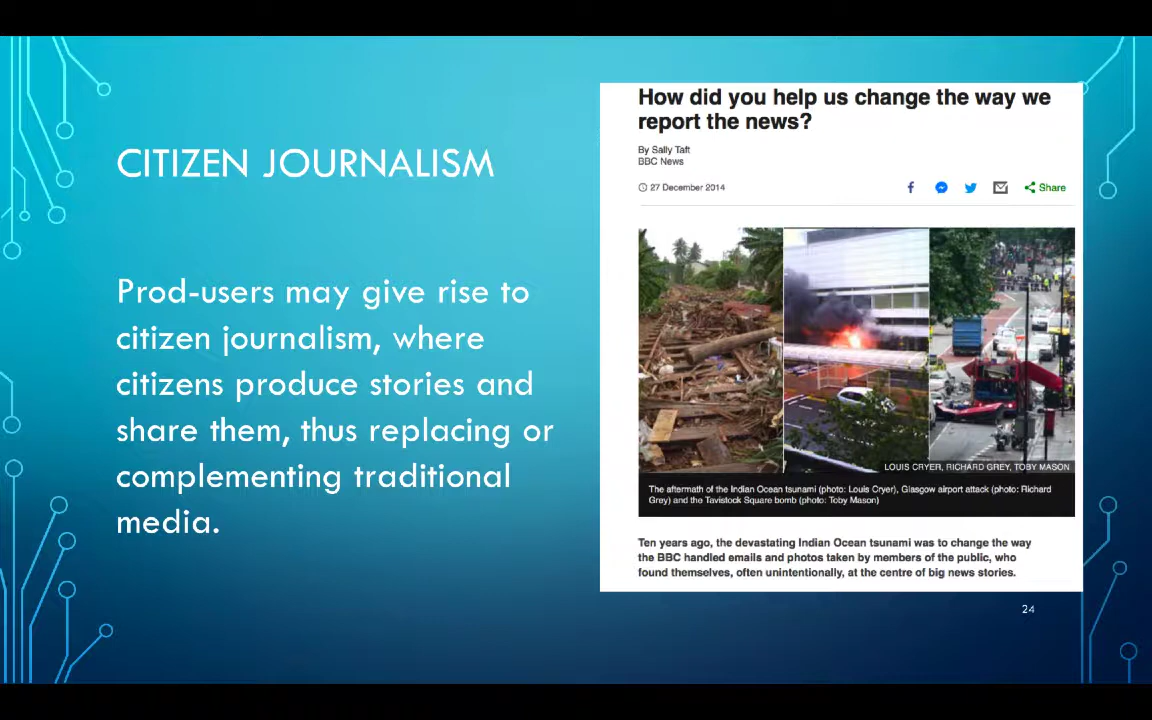 CITIZEN JOURNALISM
Prod-users may give rise to
citizen journalism, where
citizens produce stories and
share them, thus replacing or
complementing traditional
media.
How did you help us change the way we
report the news?
By Sally Taft
BBC News
27 December 2014
Share
LOUIS CRYER, RICHARD GREY, TOBY MASON
The aftermath of the Indian Ocean tsunami (photo: Louis Cryer), Glasgow airport attack (photo: Richard
Grey) and the Tavistock Square bomb (photo: Toby Mason)
Ten years ago, the devastating Indian Ocean tsunami was to change the way
the BBC handled emails and photos taken by members of the public, who
found themselves, often unintentionally, at the centre of big news stories.
24